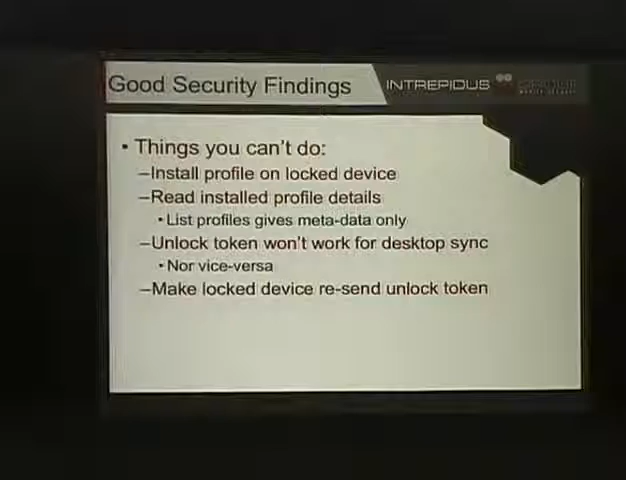 Good Security Findings
INTREPIDUS
• Things you can't do:
–Install profile on locked device
–Read installed profile details
• List profiles gives meta-data only
–Unlock token won't work for desktop sync
• Nor vice-versa
–Make locked device re-send unlock token